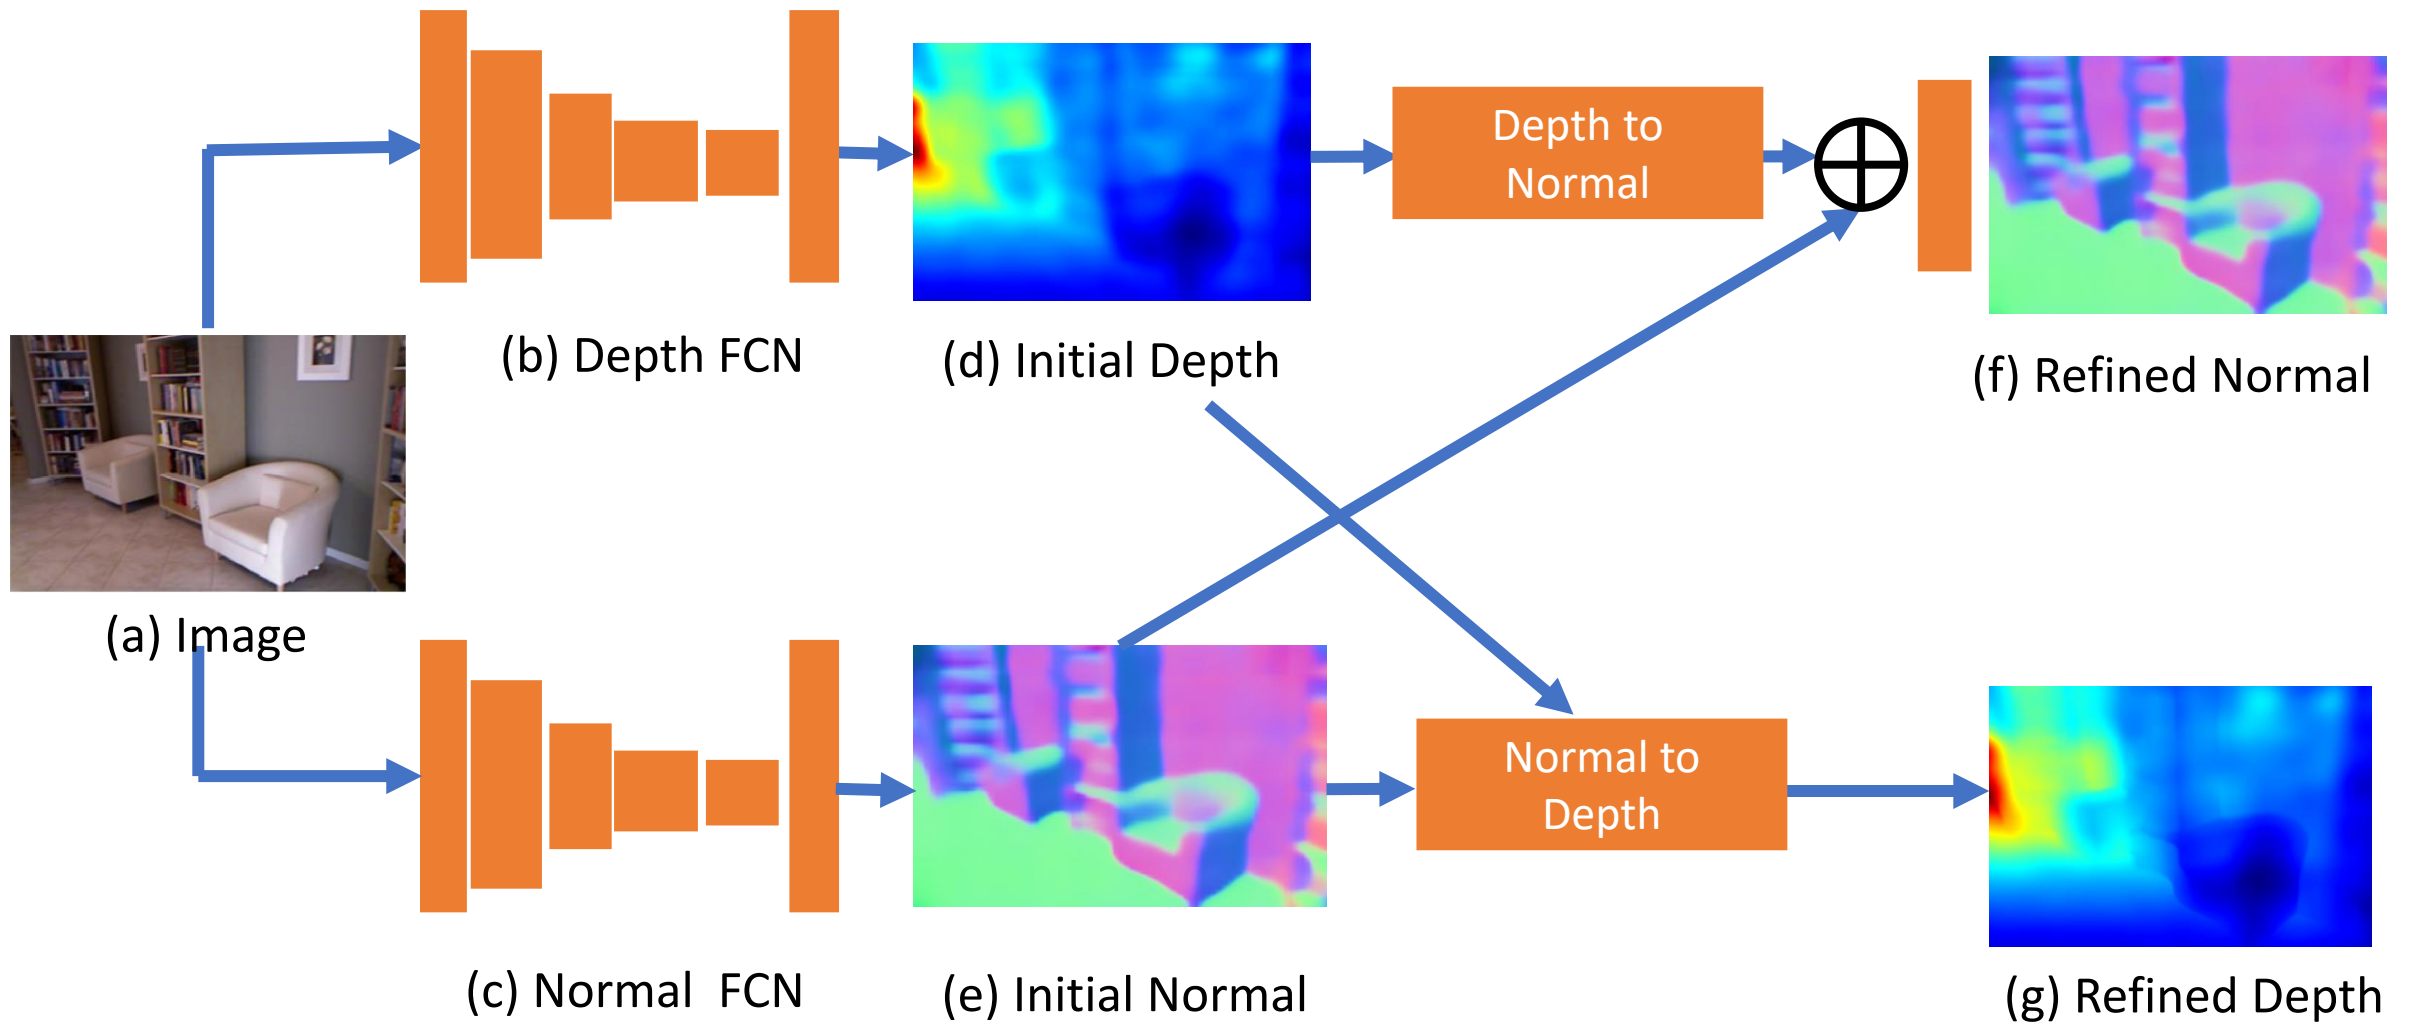 Depth to
Normal
(b) Depth FCN
(d) Initial Depth
(f) Refined Normal
(a) Image
Normal to
Depth
(c) Normal FCN
(e) Initial Normal
(g) Refined Depth